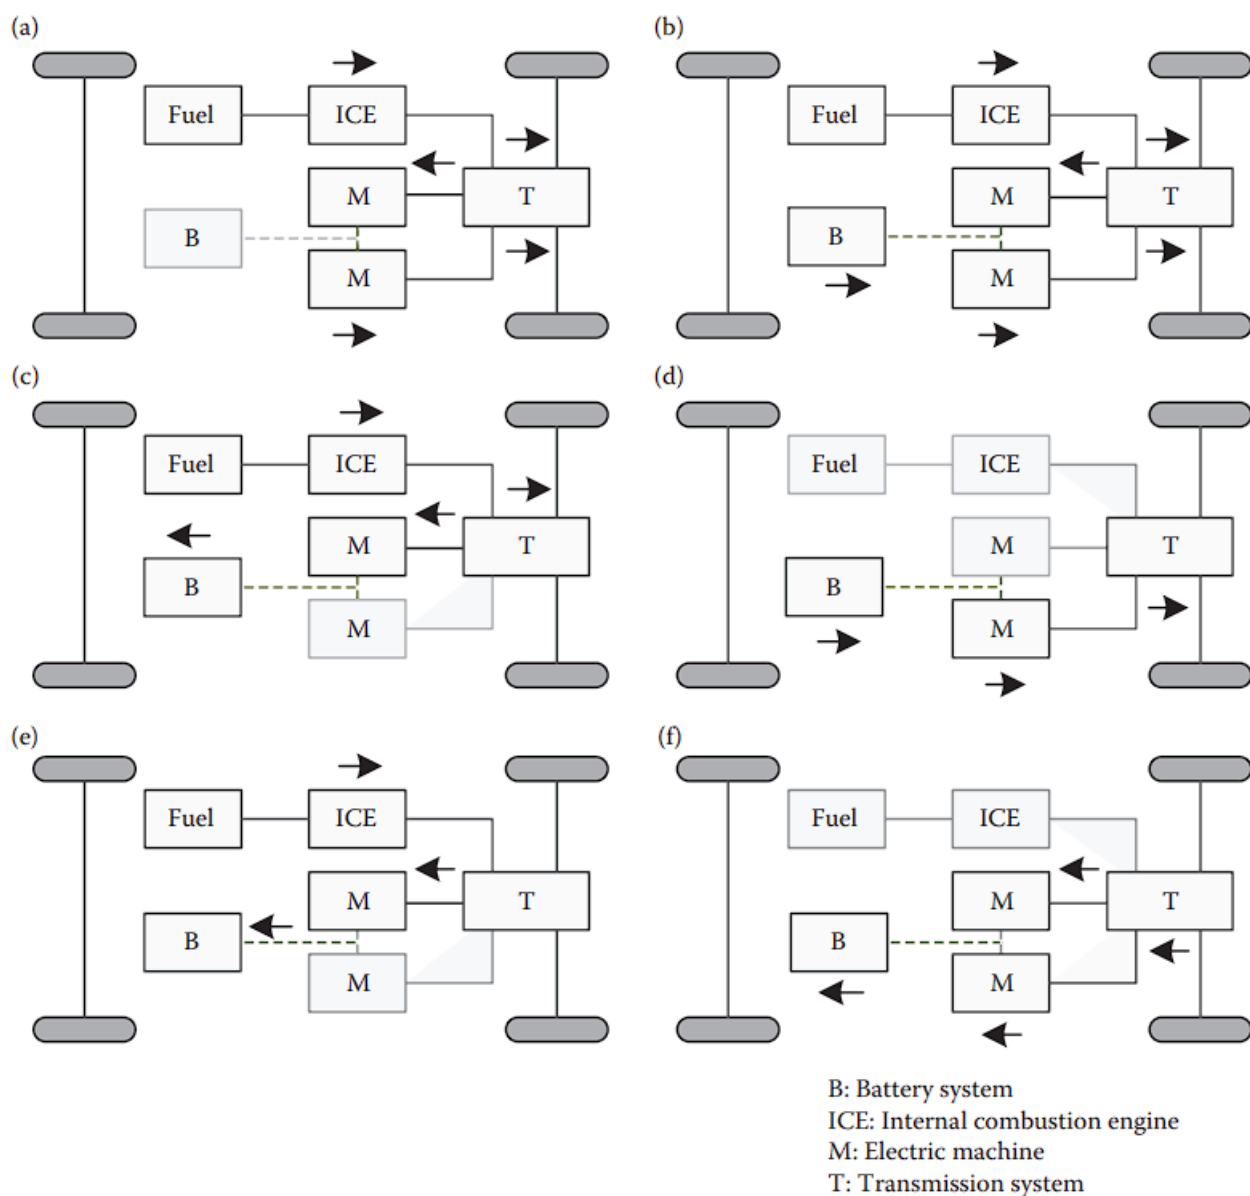 (a)
(b)
Fuel
ICE
Fuel
ICE
M
T
M
T
B
B
M
M
(c)
(d)
Fuel
ICE
Fuel
ICE
M
T
M
T
B
B
M
M
(e)
(f)
Fuel
ICE
Fuel
ICE
M
T
M
T
B
B
M
M
B: Battery system
ICE: Internal combustion engine
M: Electric machine
T: Transmission system